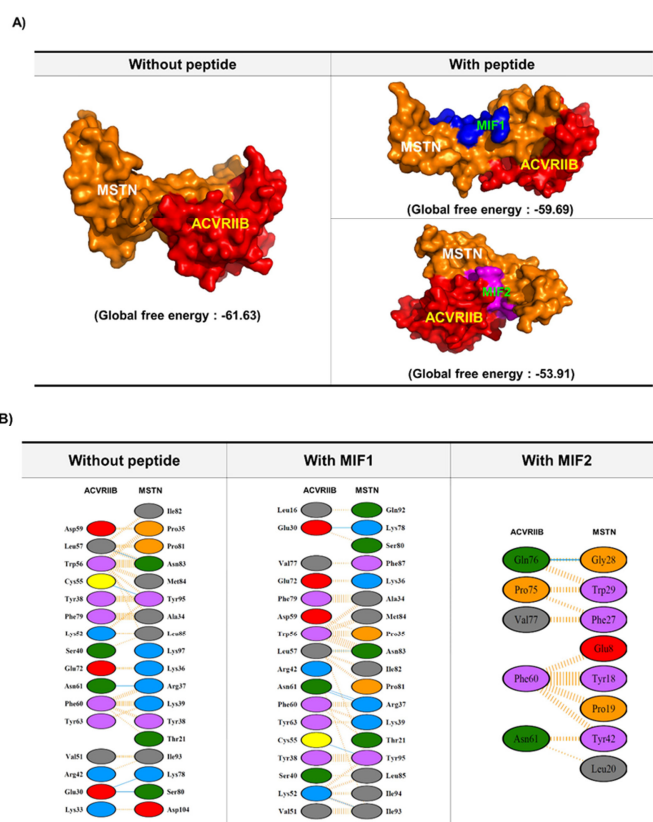 A)
Without peptide
With peptide
MSTN
ACVRIIB
(Global free energy : -61.63)
MSTN
MIF1
ACVRIIB
(Global free energy : -59.69)
MSTN
MIF2
ACVRIIB
(Global free energy : -53.91)
B)
Without peptide
With MIF1
With MIF2
ACVRIIB MSTN
Ile82
Asp59 Pro35
Leu57 Pro81
Trp56 Asn83
Cys55 Met84
Tyr38 Tyr95
Phe79 Ala34
Lys52 Leu85
Ser40 Lys97
Glu72 Lys36
Asn61 Arg37
Phe60 Lys39
Tyr63 Tyr38
Thr21
Val51 Ile93
Arg42 Lys78
Glu30 Ser80
Lys33 Asp104
ACVRIIB MSTN
Leu16 Gln92
Glu30 Lys78
Ser80
Val77 Phe87
Glu72 Lys36
Phe79 Ala34
Asp59 Met84
Trp56 Pro35
Leu57 Asn83
Arg42 Ile82
Asn61 Pro81
Phe60 Arg37
Tyr63 Lys39
Cys55 Thr21
Tyr38 Tyr95
Ser40 Leu85
Lys52 Ile94
Val51 Ile93
ACVRIIB MSTN
Gln76 Gly28
Pro75 Trp29
Val77 Phe27
Glu8
Phe60 Tyr18
Pro19
Asn61 Tyr42
Leu20